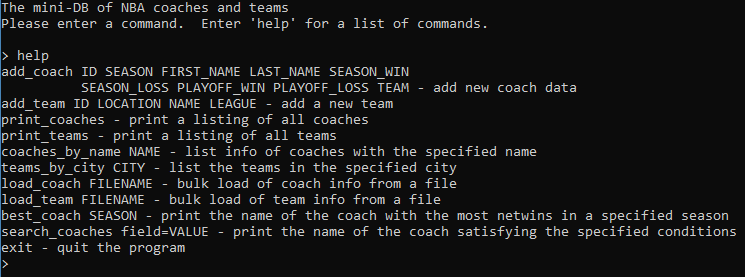 The mini-DB of NBA coaches and teams
Please enter a command.  Enter 'help' for a list of commands.
> help
add_coach ID SEASON FIRST_NAME LAST_NAME SEASON_WIN
          SEASON_LOSS PLAYOFF_WIN PLAYOFF_LOSS TEAM - add new coach data
add_team ID LOCATION NAME LEAGUE - add a new team
print_coaches - print a listing of all coaches
print_teams - print a listing of all teams
coaches_by_name NAME - list info of coaches with the specified name
teams_by_city CITY - list the teams in the specified city
load_coach FILENAME - bulk load of coach info from a file
load_team FILENAME - bulk load of team info from a file
best_coach SEASON - print the name of the coach with the most netwins in a specified season
search_coaches field=VALUE - print the name of the coach satisfying the specified conditions
exit - quit the program
>